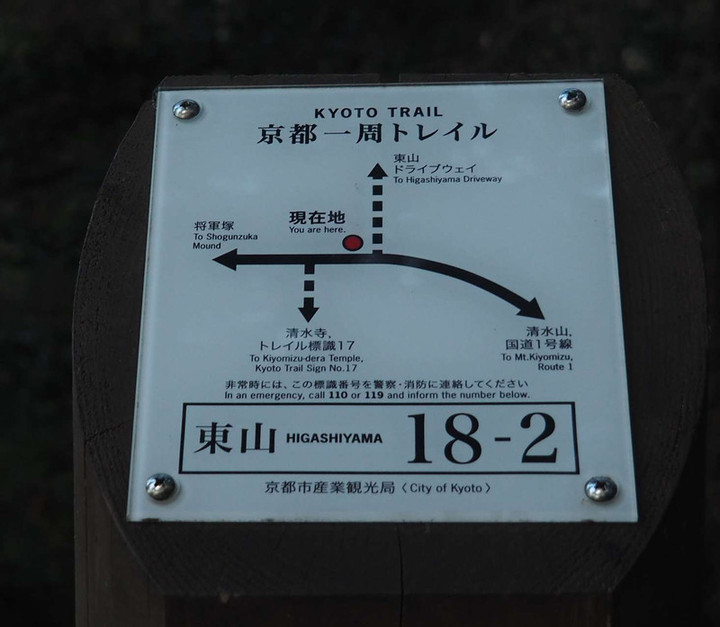 KYOTO TRAIL
京都一周トレイル
東山
ドライブウェイ
To Higashiyama Driveway
現在地
You are here.
将軍塚
To Shogunzuka
Mound
清水寺,
トレイル標識17
To Kiyomizu-dera Temple,
Kyoto Trail Sign No.17
清水山,
国道1号線
To Mt.Kiyomizu,
Route 1
非常時には、この標識番号を警察・消防に連絡してください
In an emergency, call 110 or 119 and inform the number below.
東山 HIGASHIYAMA 18-2
京都市産業観光局〈City of Kyoto〉